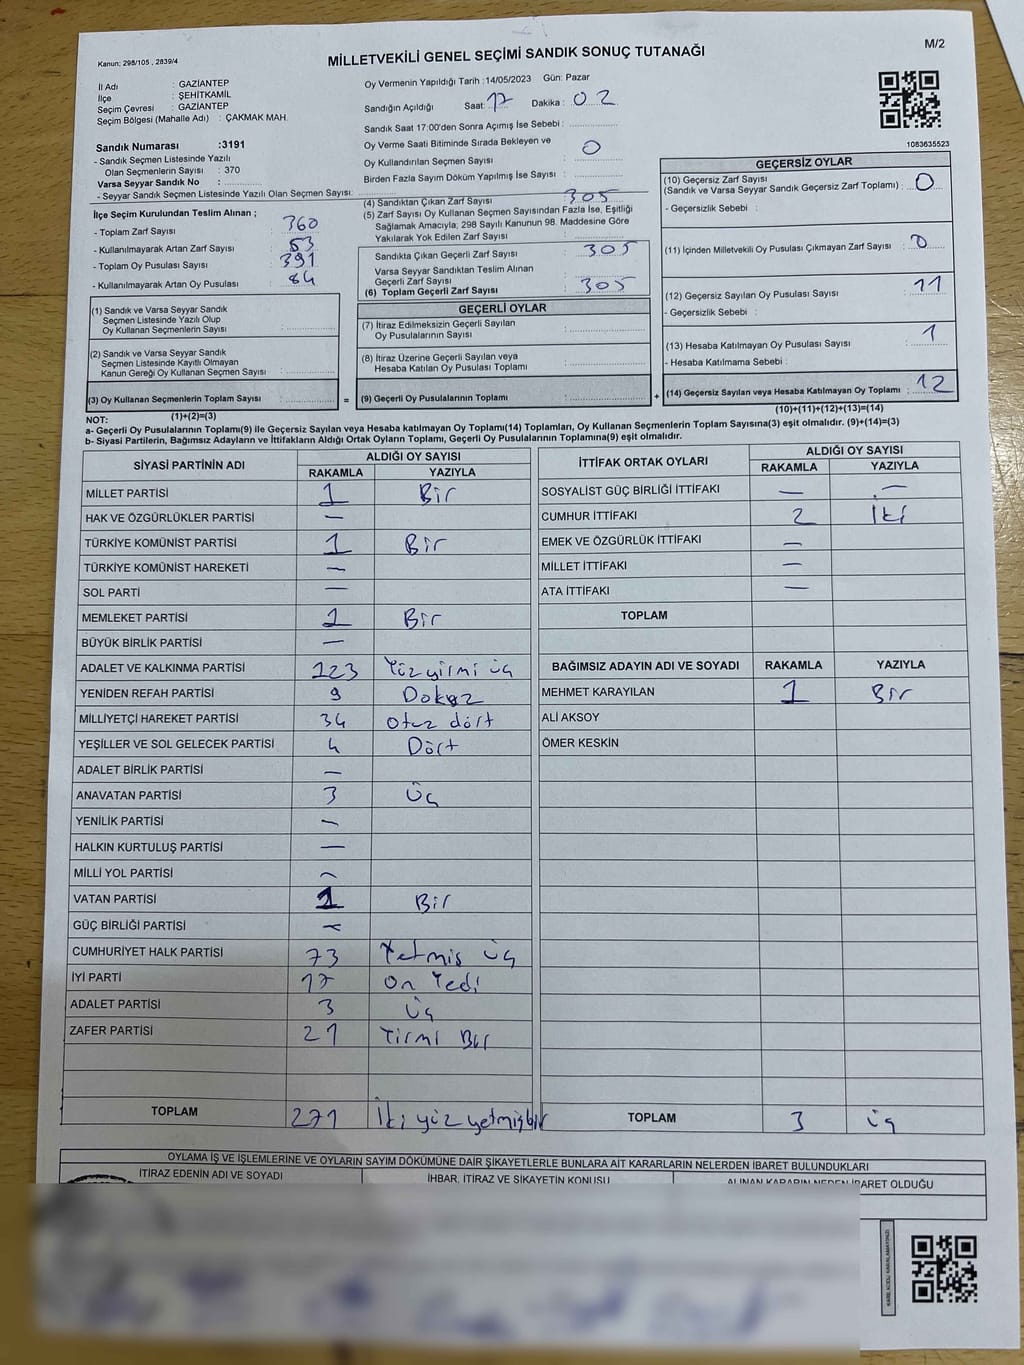 Kanun: 298/105 , 2839/4
MİLLETVEKİLİ GENEL SEÇİMİ SANDIK SONUÇ TUTANAĞI
M/2
İl Adı : GAZİANTEP
İlçe : ŞEHİTKAMİL
Seçim Çevresi : GAZİANTEP
Seçim Bölgesi (Mahalle Adı) : ÇAKMAK MAH.
Oy Vermenin Yapıldığı Tarih :14/05/2023 Gün: Pazar
Sandığın Açıldığı Saat: 17 Dakika : 02
Sandık Saat 17:00'den Sonra Açımış İse Sebebi :
Sandık Numarası :3191
- Sandık Seçmen Listesinde Yazılı
Olan Seçmenlerin Sayısı : 370
Varsa Seyyar Sandık No :
- Seyyar Sandık Seçmen Listesinde Yazılı Olan Seçmen Sayısı:
Oy Verme Saati Bitiminde Sırada Bekleyen ve
Oy Kullandırılan Seçmen Sayısı : 0
Birden Fazla Sayım Döküm Yapılmış İse Sayısı :
1083635523
İlçe Seçim Kurulundan Teslim Alınan ;
- Toplam Zarf Sayısı : 360
- Kullanılmayarak Artan Zarf Sayısı : 53
- Toplam Oy Pusulası Sayısı : 391
- Kullanılmayarak Artan Oy Pusulası : 84
(4) Sandıktan Çıkan Zarf Sayısı : 305
(5) Zarf Sayısı Oy Kullanan Seçmen Sayısından Fazla İse, Eşitliği
Sağlamak Amacıyla; 298 Sayılı Kanunun 98. Maddesine Göre
Yakılarak Yok Edilen Zarf Sayısı :
Sandıkta Çıkan Geçerli Zarf Sayısı : 305
Varsa Seyyar Sandıktan Teslim Alınan
Geçerli Zarf Sayısı :
(6) Toplam Geçerli Zarf Sayısı : 305
GEÇERSİZ OYLAR
(10) Geçersiz Zarf Sayısı
(Sandık ve Varsa Seyyar Sandık Geçersiz Zarf Toplamı) : 0
- Geçersizlik Sebebi :
(11) İçinden Milletvekili Oy Pusulası Çıkmayan Zarf Sayısı : 0
(12) Geçersiz Sayılan Oy Pusulası Sayısı : 11
- Geçersizlik Sebebi :
(13) Hesaba Katılmayan Oy Pusulası Sayısı : 1
- Hesaba Katılmama Sebebi :
(14) Geçersiz Sayılan veya Hesaba Katılmayan Oy Toplamı : 12
(10)+(11)+(12)+(13)=(14)
(1) Sandık ve Varsa Seyyar Sandık
Seçmen Listesinde Yazılı Olup
Oy Kullanan Seçmenlerin Sayısı :
(2) Sandık ve Varsa Seyyar Sandık
Seçmen Listesinde Kayıtlı Olmayan
Kanun Gereği Oy Kullanan Seçmen Sayısı :
(3) Oy Kullanan Seçmenlerin Toplam Sayısı :
(1)+(2)=(3)
=
GEÇERLİ OYLAR
(7) İtiraz Edilmeksizin Geçerli Sayılan
Oy Pusulalarının Sayısı :
(8) İtiraz Üzerine Geçerli Sayılan veya
Hesaba Katılan Oy Pusulası Toplamı :
(9) Geçerli Oy Pusulalarının Toplamı :
+
NOT:
a- Geçerli Oy Pusulalarının Toplamı(9) ile Geçersiz Sayılan veya Hesaba katılmayan Oy Toplamı(14) Toplamları, Oy Kullanan Seçmenlerin Toplam Sayısına(3) eşit olmalıdır. (9)+(14)=(3)
b- Siyasi Partilerin, Bağımsız Adayların ve İttifakların Aldığı Ortak Oyların Toplamı, Geçerli Oy Pusulalarının Toplamına(9) eşit olmalıdır.
SİYASİ PARTİNİN ADI ALDIĞI OY SAYISI
RAKAMLA YAZIYLA
MİLLET PARTİSİ 1 Bir
HAK VE ÖZGÜRLÜKLER PARTİSİ —
TÜRKİYE KOMÜNİST PARTİSİ 1 Bir
TÜRKİYE KOMÜNİST HAREKETİ —
SOL PARTİ —
MEMLEKET PARTİSİ 1 Bir
BÜYÜK BİRLİK PARTİSİ —
ADALET VE KALKINMA PARTİSİ 123 Yüzyirmi üç
YENİDEN REFAH PARTİSİ 9 Dokuz
MİLLİYETÇİ HAREKET PARTİSİ 34 Otuz dört
YEŞİLLER VE SOL GELECEK PARTİSİ 4 Dört
ADALET BİRLİK PARTİSİ —
ANAVATAN PARTİSİ 3 Üç
YENİLİK PARTİSİ —
HALKIN KURTULUŞ PARTİSİ —
MİLLİ YOL PARTİSİ —
VATAN PARTİSİ 1 Bir
GÜÇ BİRLİĞİ PARTİSİ —
CUMHURİYET HALK PARTİSİ 73 Yetmiş üç
İYİ PARTİ 17 On Yedi
ADALET PARTİSİ 3 Üç
ZAFER PARTİSİ 21 Yirmi Bir
TOPLAM 271 İki yüz yetmişbir
İTTİFAK ORTAK OYLARI ALDIĞI OY SAYISI
RAKAMLA YAZIYLA
SOSYALİST GÜÇ BİRLİĞİ İTTİFAKI — —
CUMHUR İTTİFAKI 2 İki
EMEK VE ÖZGÜRLÜK İTTİFAKI —
MİLLET İTTİFAKI —
ATA İTTİFAKI —
TOPLAM
BAĞIMSIZ ADAYIN ADI VE SOYADI RAKAMLA YAZIYLA
MEHMET KARAYILAN 1 Bir
ALİ AKSOY
ÖMER KESKİN
TOPLAM 3 üç
OYLAMA İŞ VE İŞLEMLERİNE VE OYLARIN SAYIM DÖKÜMÜNE DAİR ŞİKAYETLERLE BUNLARA AİT KARARLARIN NELERDEN İBARET BULUNDUKLARI
İTİRAZ EDENİN ADI VE SOYADI İHBAR, İTİRAZ VE ŞİKAYETİN KONUSU ALINAN KARARIN NEDEN İBARET OLDUĞU